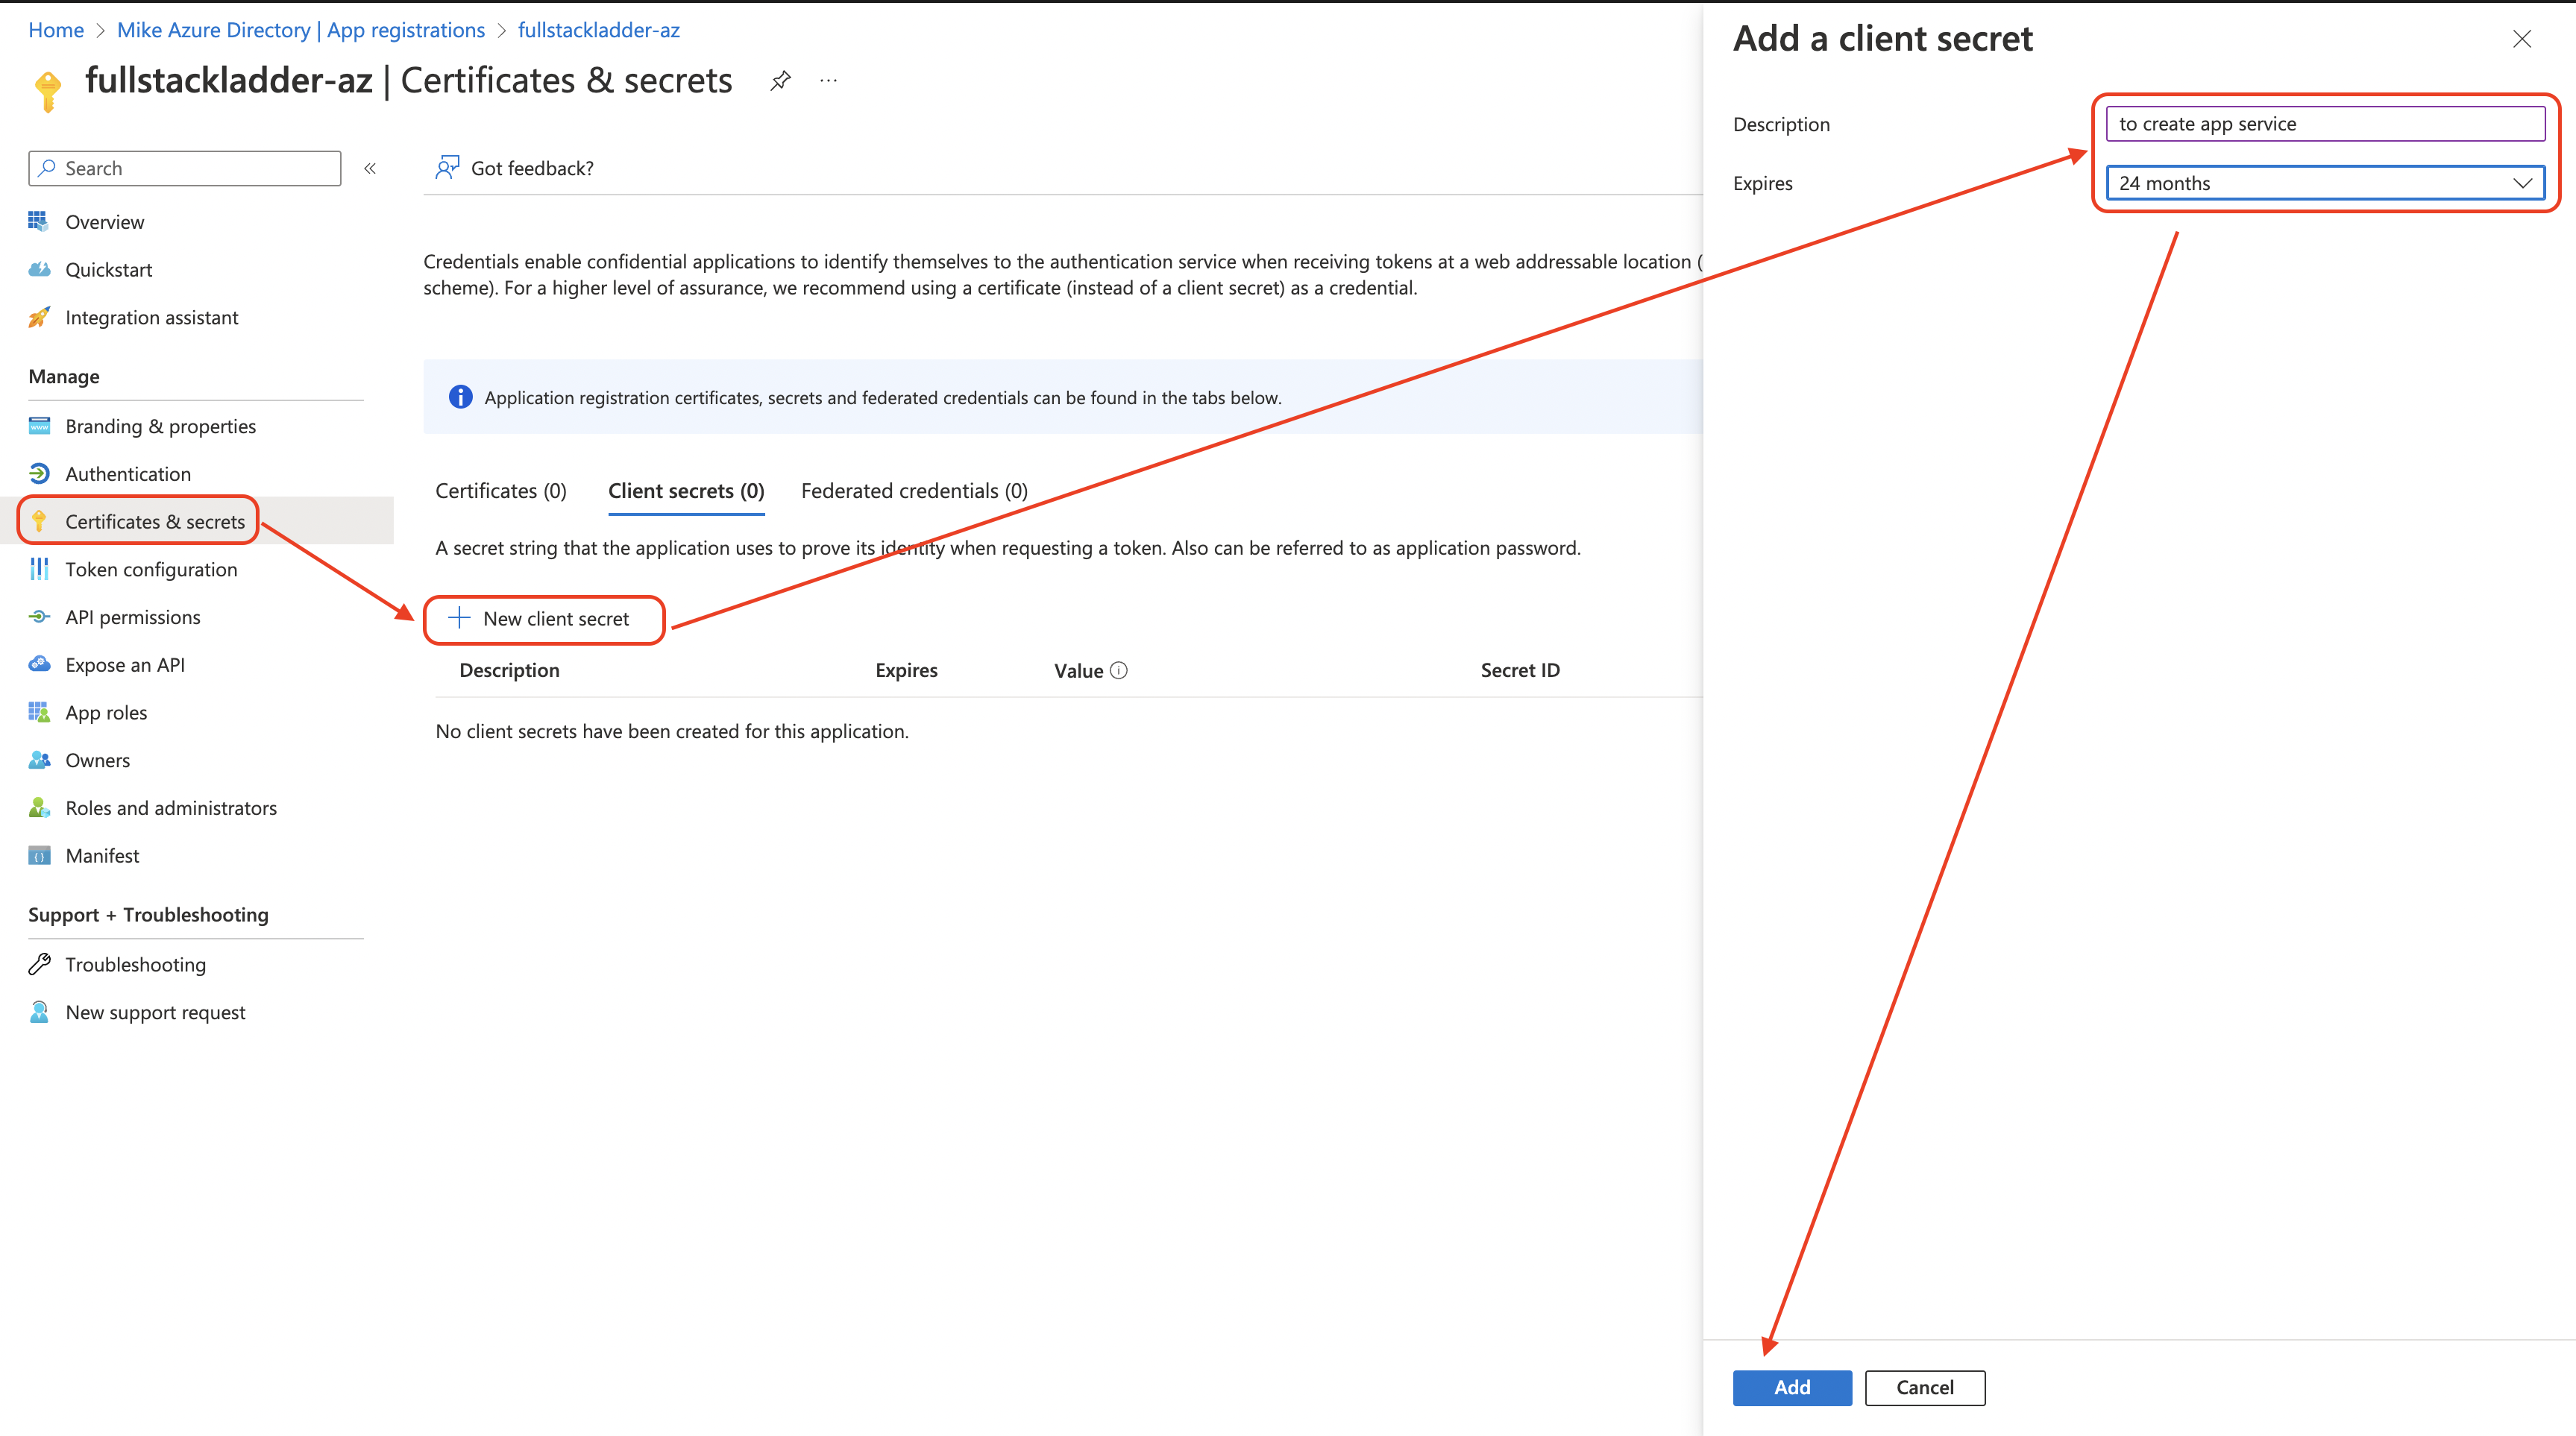 Home > Mike Azure Directory | App registrations > fullstackladder-az
fullstackladder-az | Certificates & secrets
Search
Overview
Quickstart
Integration assistant
Manage
Branding & properties
Authentication
Certificates & secrets
Token configuration
API permissions
Expose an API
App roles
Owners
Roles and administrators
Manifest
Support + Troubleshooting
Troubleshooting
New support request
Got feedback?
Credentials enable confidential applications to identify themselves to the authentication service when receiving tokens at a web addressable location (
scheme). For a higher level of assurance, we recommend using a certificate (instead of a client secret) as a credential.
Application registration certificates, secrets and federated credentials can be found in the tabs below.
Certificates (0) Client secrets (0) Federated credentials (0)
A secret string that the application uses to prove its identity when requesting a token. Also can be referred to as application password.
New client secret
Description Expires Value Secret ID
No client secrets have been created for this application.
Add a client secret
Description to create app service
Expires 24 months
Add Cancel